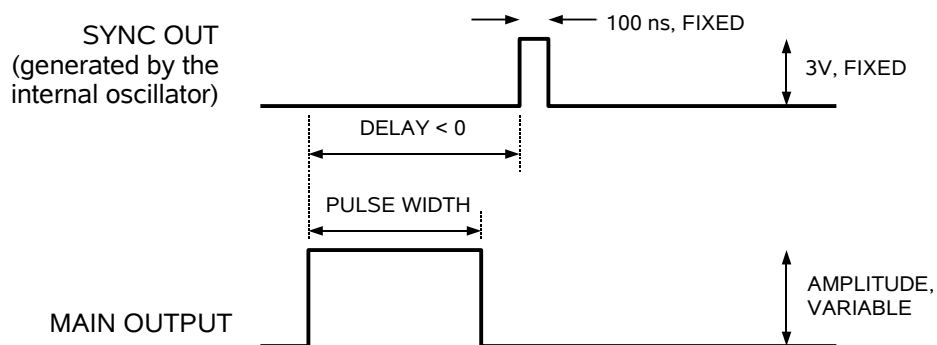 100 ns, FIXED
SYNC OUT
(generated by the
internal oscillator)
3V, FIXED
DELAY < 0
PULSE WIDTH
AMPLITUDE,
VARIABLE
MAIN OUTPUT